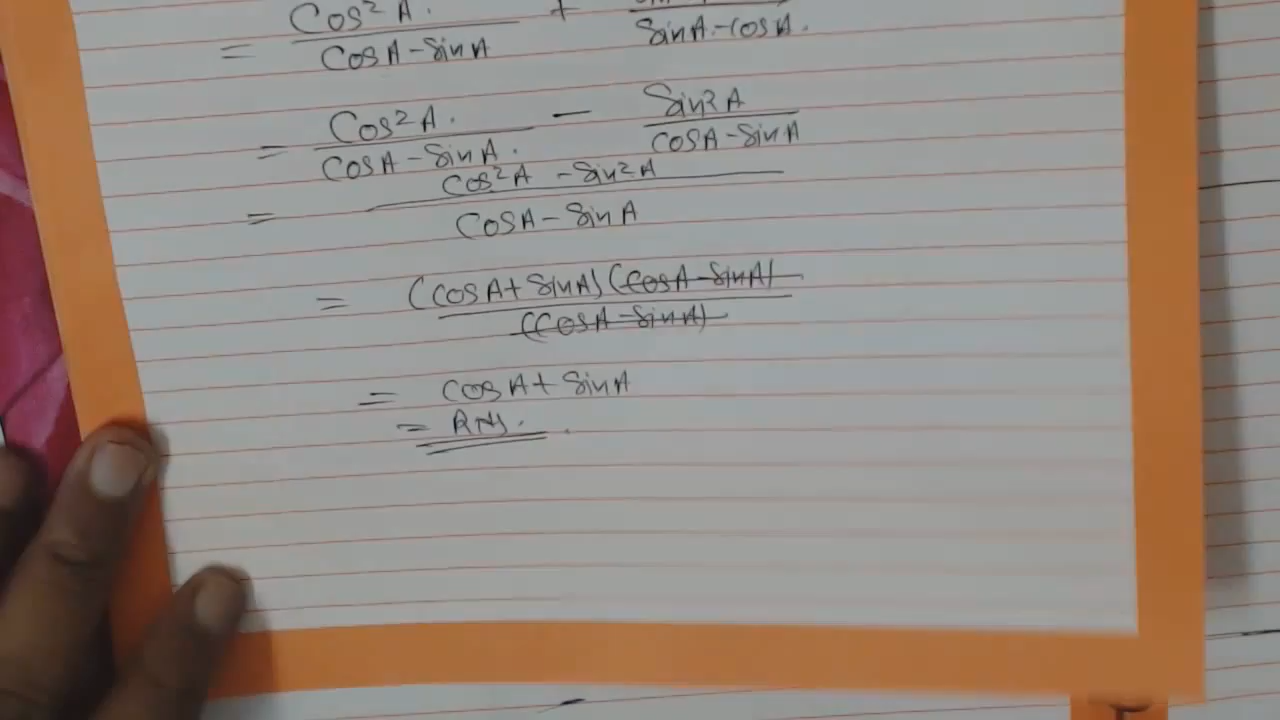 = Cos²A. / CosA - SinA + / SinA - CosA.
= Cos²A. / CosA - SinA. - Sin²A / CosA - SinA
= Cos²A - Sin²A / CosA - SinA
= (CosA + SinA) (CosA - SinA) / (CosA - SinA)
= CosA + SinA
= RHS.